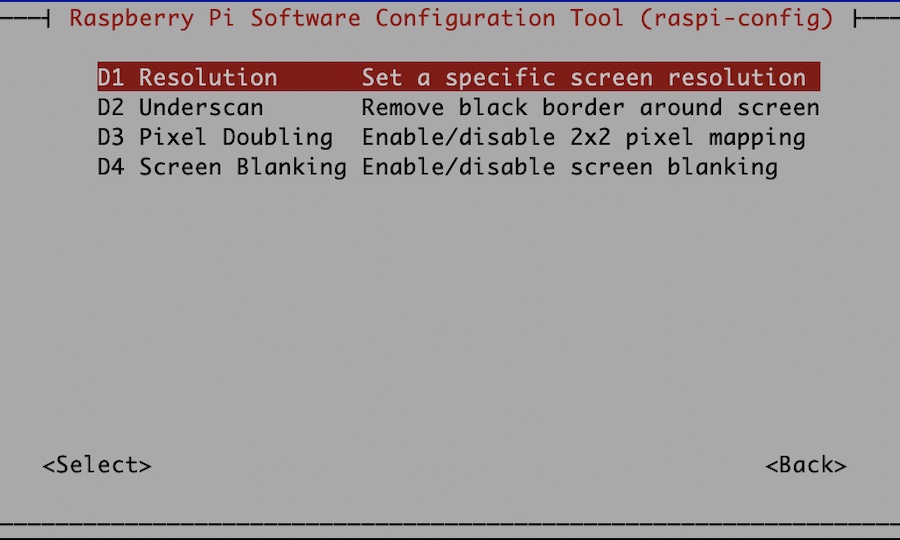 Raspberry Pi Software Configuration Tool (raspi-config)
D1 Resolution Set a specific screen resolution
D2 Underscan Remove black border around screen
D3 Pixel Doubling Enable/disable 2x2 pixel mapping
D4 Screen Blanking Enable/disable screen blanking
<Select> <Back>